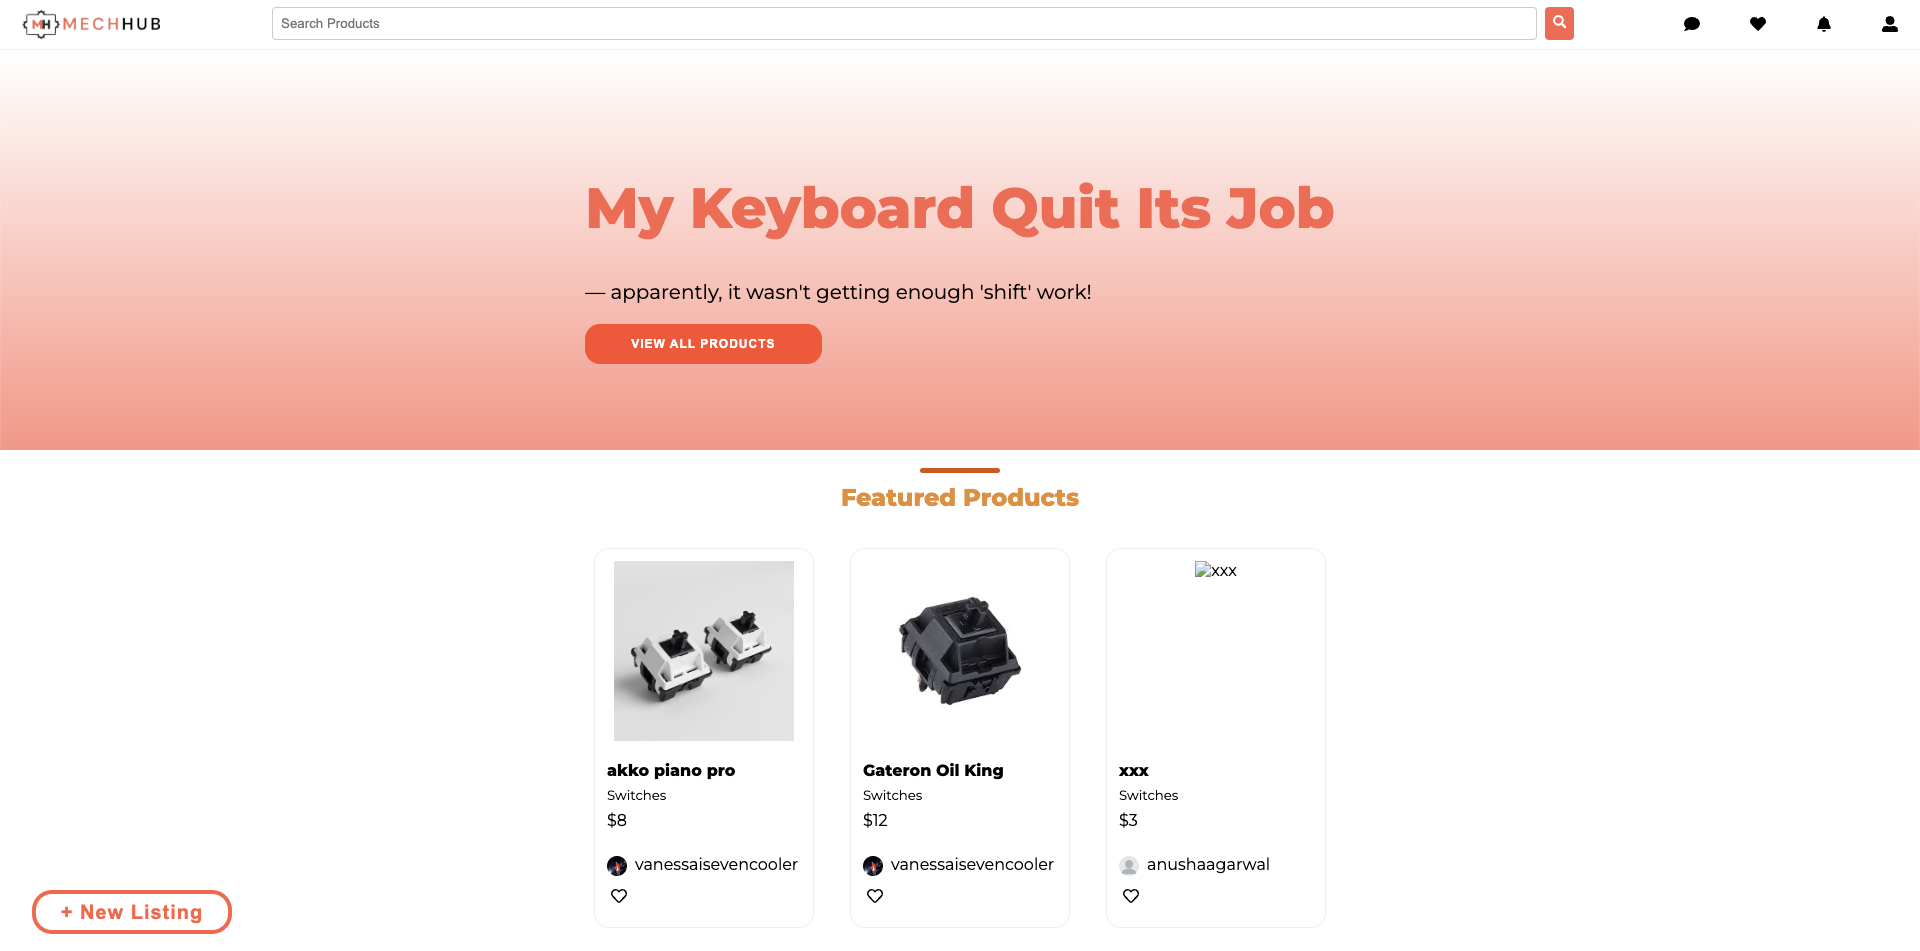 MH MECHHUB
Search Products
My Keyboard Quit Its Job
— apparently, it wasn't getting enough 'shift' work!
VIEW ALL PRODUCTS
Featured Products
xxx
akko piano pro
Switches
$8
vanessaisevencooler
Gateron Oil King
Switches
$12
vanessaisevencooler
xxx
Switches
$3
anushaagarwal
+ New Listing